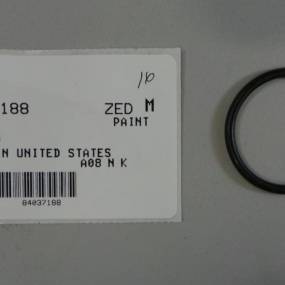 188 ZED M
PAINT
N UNITED STATES
A08 N K
84037188